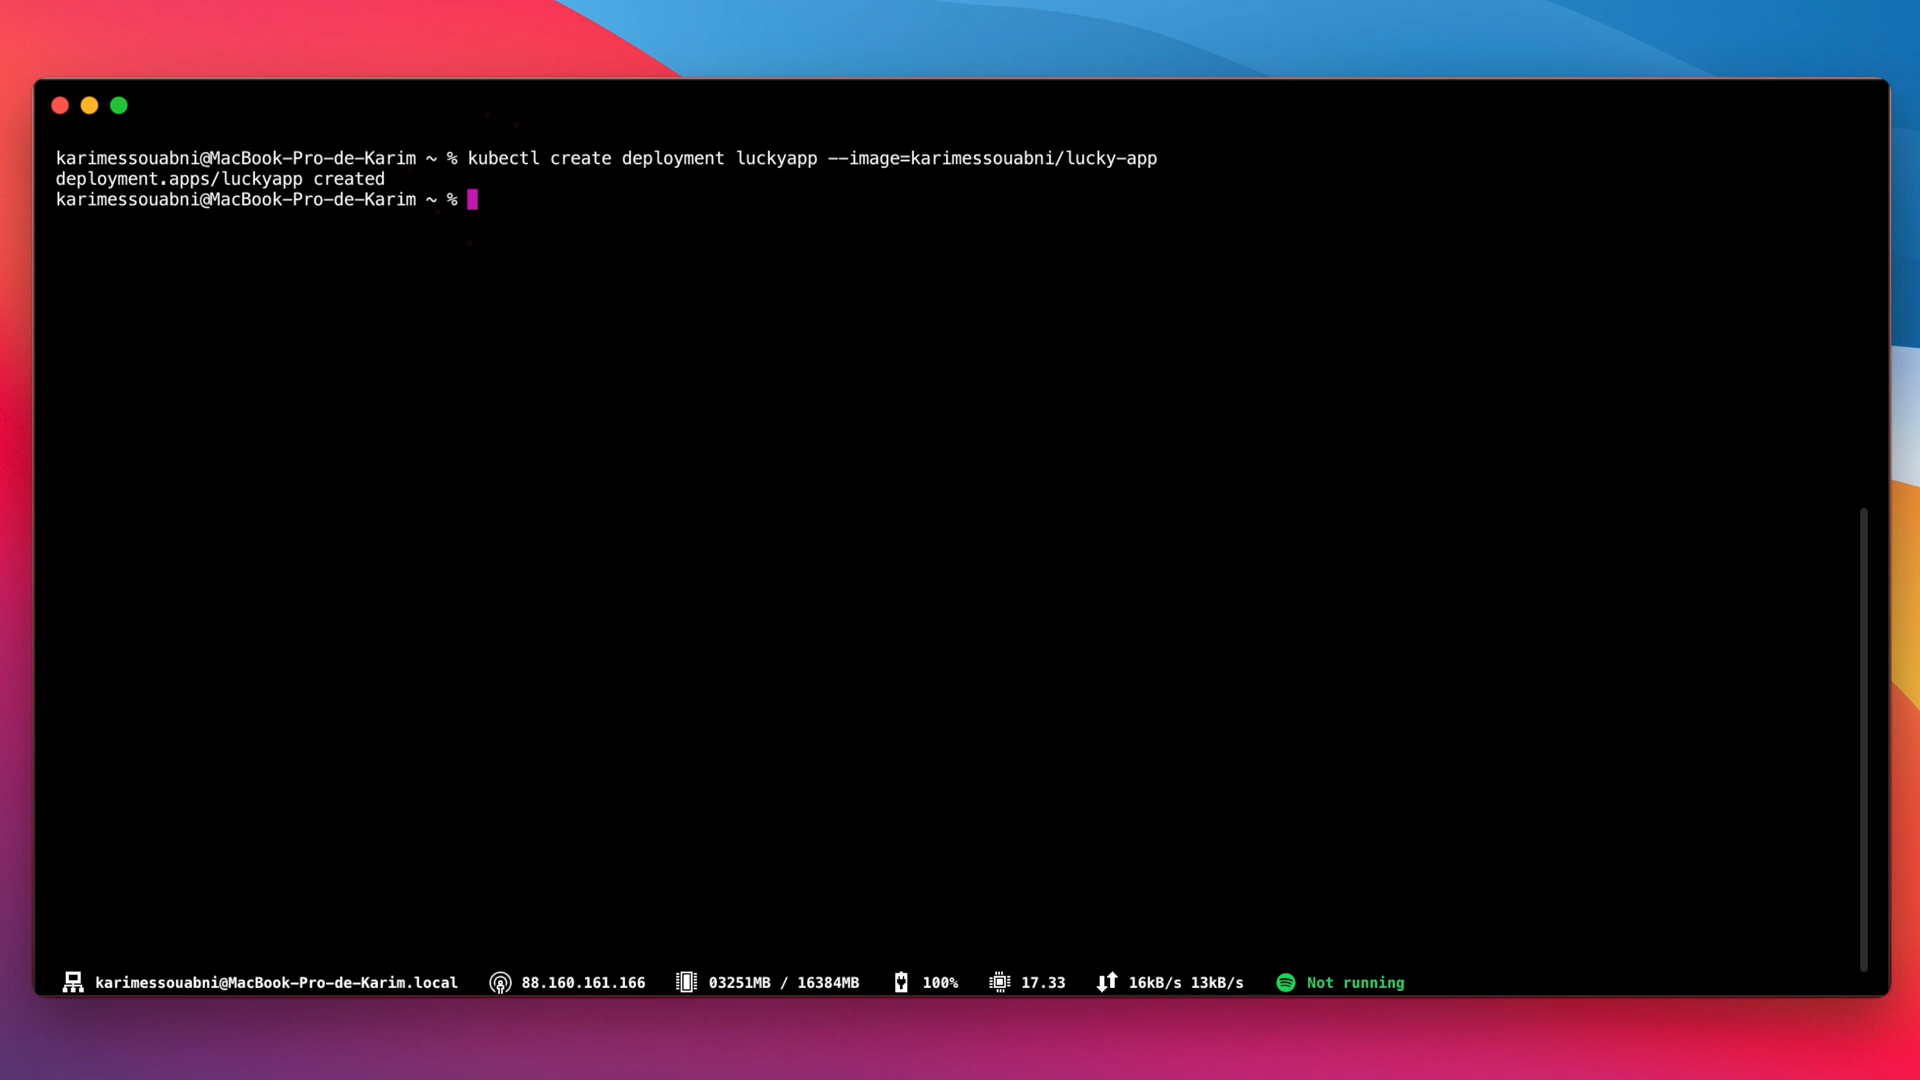 karimessouabni@MacBook-Pro-de-Karim ~ % kubectl create deployment luckyapp --image=karimessouabni/lucky-app
deployment.apps/luckyapp created
karimessouabni@MacBook-Pro-de-Karim ~ %
karimessouabni@MacBook-Pro-de-Karim.local 88.160.161.166 03251MB / 16384MB 100% 17.33 16kB/s 13kB/s Not running